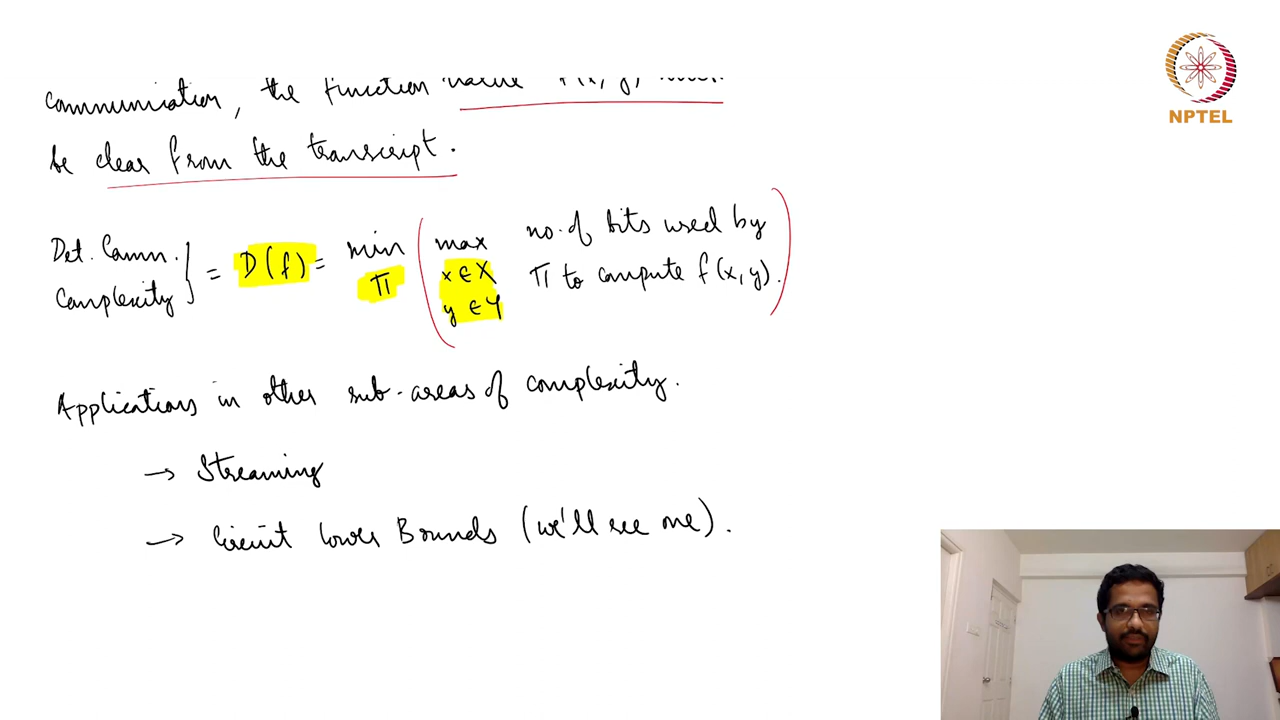 NPTEL
communication, the function value f(x, y)
be clear from the transcript.
Det. Comm. Complexity } = D(f) = min Π ( max x ∈ X y ∈ Y no. of bits used by Π to compute f(x, y). )
Applications in other sub-areas of complexity.
→ Streaming
→ Circuit Lower Bounds (we'll see one).